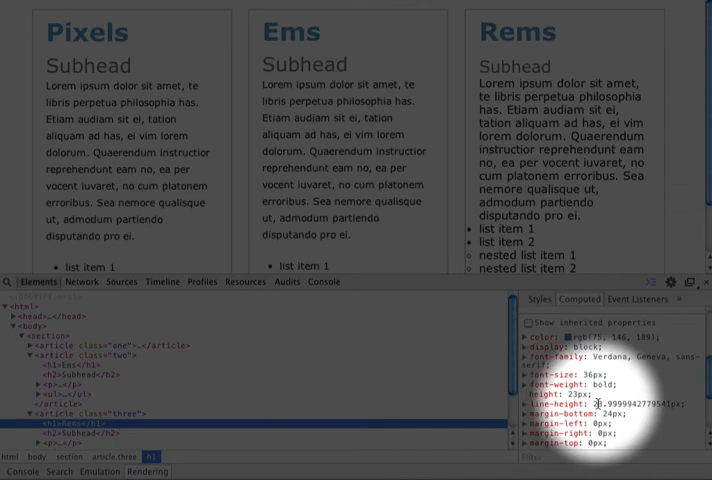 Pixels
Subhead
Lorem ipsum dolor sit amet, te
libris perpetua philosophia has.
Etiam audiam sit ei, tation
aliquam ad has, ei vim lorem
dolorum. Quaerendum instructior
reprehendunt mea no, ea per
vocent iuvaret, no cum platonem
erroribus. Sea nemore qualisque
ut, admodum partiendo
disputando pro ei.
list item 1
Ems
Subhead
Lorem ipsum dolor sit amet, te
libris perpetua philosophia has.
Etiam audiam sit ei, tation
aliquam ad has, ei vim lorem
dolorum. Quaerendum instructior
reprehendunt mea no, ea per
vocent iuvaret, no cum platonem
erroribus. Sea nemore qualisque
ut, admodum partiendo
disputando pro ei.
list item 1
Rems
Subhead
Lorem ipsum dolor sit amet,
te libris perpetua philosophia
has. Etiam audiam sit ei,
tation aliquam ad has, ei vim
lorem dolorum. Quaerendum
instructior reprehendunt mea
no, ea per vocent iuvaret, no
cum platonem erroribus. Sea
nemore qualisque ut,
admodum partiendo
disputando pro ei.
list item 1
list item 2
nested list item 1
nested list item 2
Elements Network Sources Timeline Profiles Resources Audits Console
<!DOCTYPE html>
<html>
<head>…</head>
<body>
<section>
<article class="one">…</article>
<article class="two">
<h1>Ems</h1>
<h2>Subhead</h2>
<p>…</p>
<ul>…</ul>
</article>
<article class="three">
<h1>Rems</h1>
<h2>Subhead</h2>
<p>…</p>
html body section article.three h1
Styles Computed Event Listeners »
Show inherited properties
color: rgb(75, 146, 189);
display: block;
font-family: Verdana, Geneva, sans-
serif;
font-size: 36px;
font-weight: bold;
height: 23px;
line-height: 23.9999942779541px;
margin-bottom: 24px;
margin-left: 0px;
margin-right: 0px;
margin-top: 0px;
Filter
Console Search Emulation Rendering